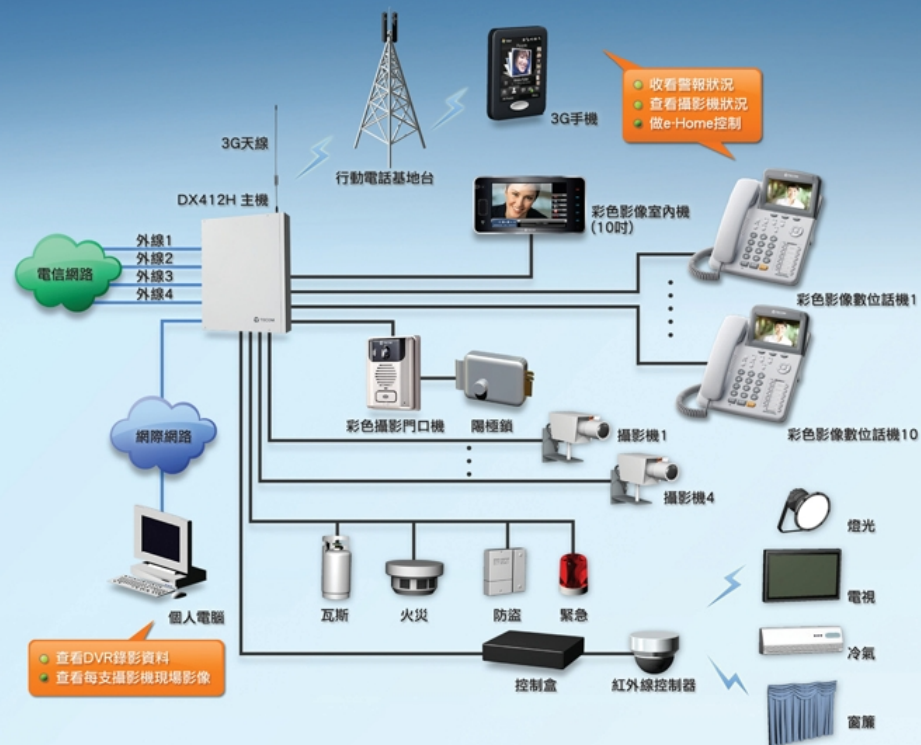 收看警報狀況
查看攝影機狀況
做e-Home控制
3G手機
3G天線
行動電話基地台
DX412H 主機
彩色影像室內機
(10吋)
外線1
外線2
外線3
外線4
電信網路
TECOM
彩色影像數位話機1
彩色攝影門口機
陽極鎖
彩色影像數位話機10
攝影機1
網際網路
攝影機4
燈光
個人電腦
瓦斯
火災
防盜
緊急
電視
查看DVR錄影資料
查看每支攝影機現場影像
控制盒
紅外線控制器
冷氣
窗簾